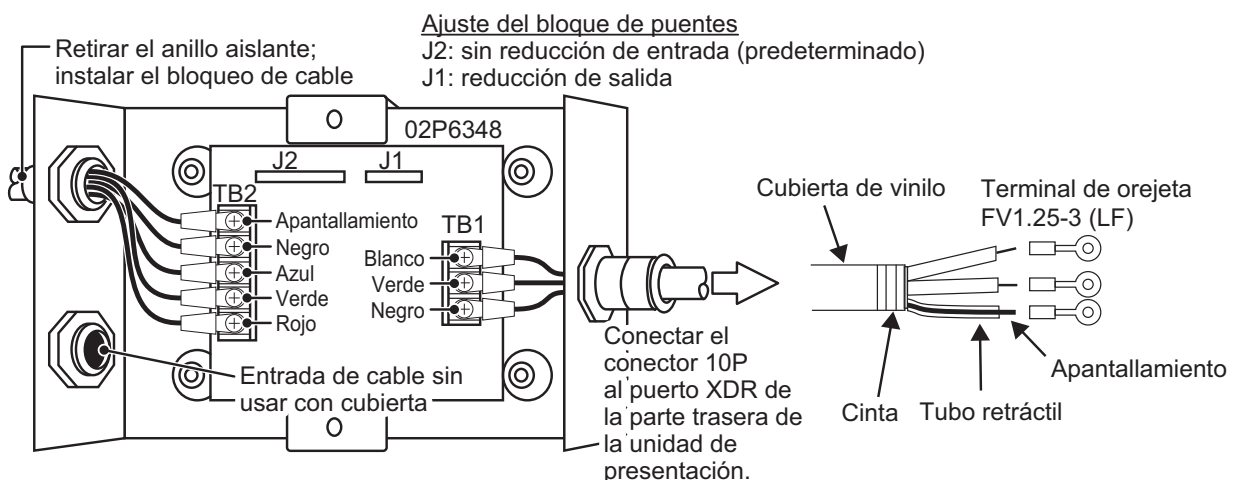 Ajuste del bloque de puentes
J2: sin reducción de entrada (predeterminado)
J1: reducción de salida
Retirar el anillo aislante;
instalar el bloqueo de cable
02P6348
J2
J1
TB2
Apantallamiento
Negro
Azul
Verde
Rojo
TB1
Blanco
Verde
Negro
Entrada de cable sin
usar con cubierta
Conectar el
conector 10P
al puerto XDR de
la parte trasera de
la unidad de
presentación.
Cubierta de vinilo
Terminal de orejeta
FV1.25-3 (LF)
Apantallamiento
Cinta
Tubo retráctil